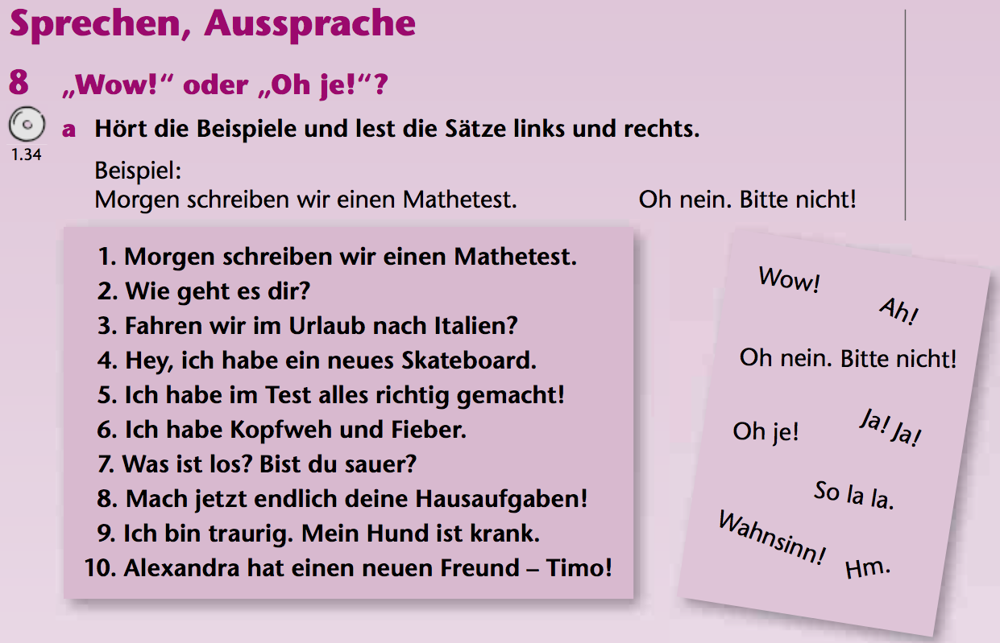 Sprechen, Aussprache
8 „Wow!“ oder „Oh je!“?
a Hört die Beispiele und lest die Sätze links und rechts.
1.34
Beispiel:
Morgen schreiben wir einen Mathetest. Oh nein. Bitte nicht!
1. Morgen schreiben wir einen Mathetest.
2. Wie geht es dir?
3. Fahren wir im Urlaub nach Italien?
4. Hey, ich habe ein neues Skateboard.
5. Ich habe im Test alles richtig gemacht!
6. Ich habe Kopfweh und Fieber.
7. Was ist los? Bist du sauer?
8. Mach jetzt endlich deine Hausaufgaben!
9. Ich bin traurig. Mein Hund ist krank.
10. Alexandra hat einen neuen Freund – Timo!
Wow!
Ah!
Oh nein. Bitte nicht!
Oh je!
Ja! Ja!
So la la.
Wahnsinn!
Hm.